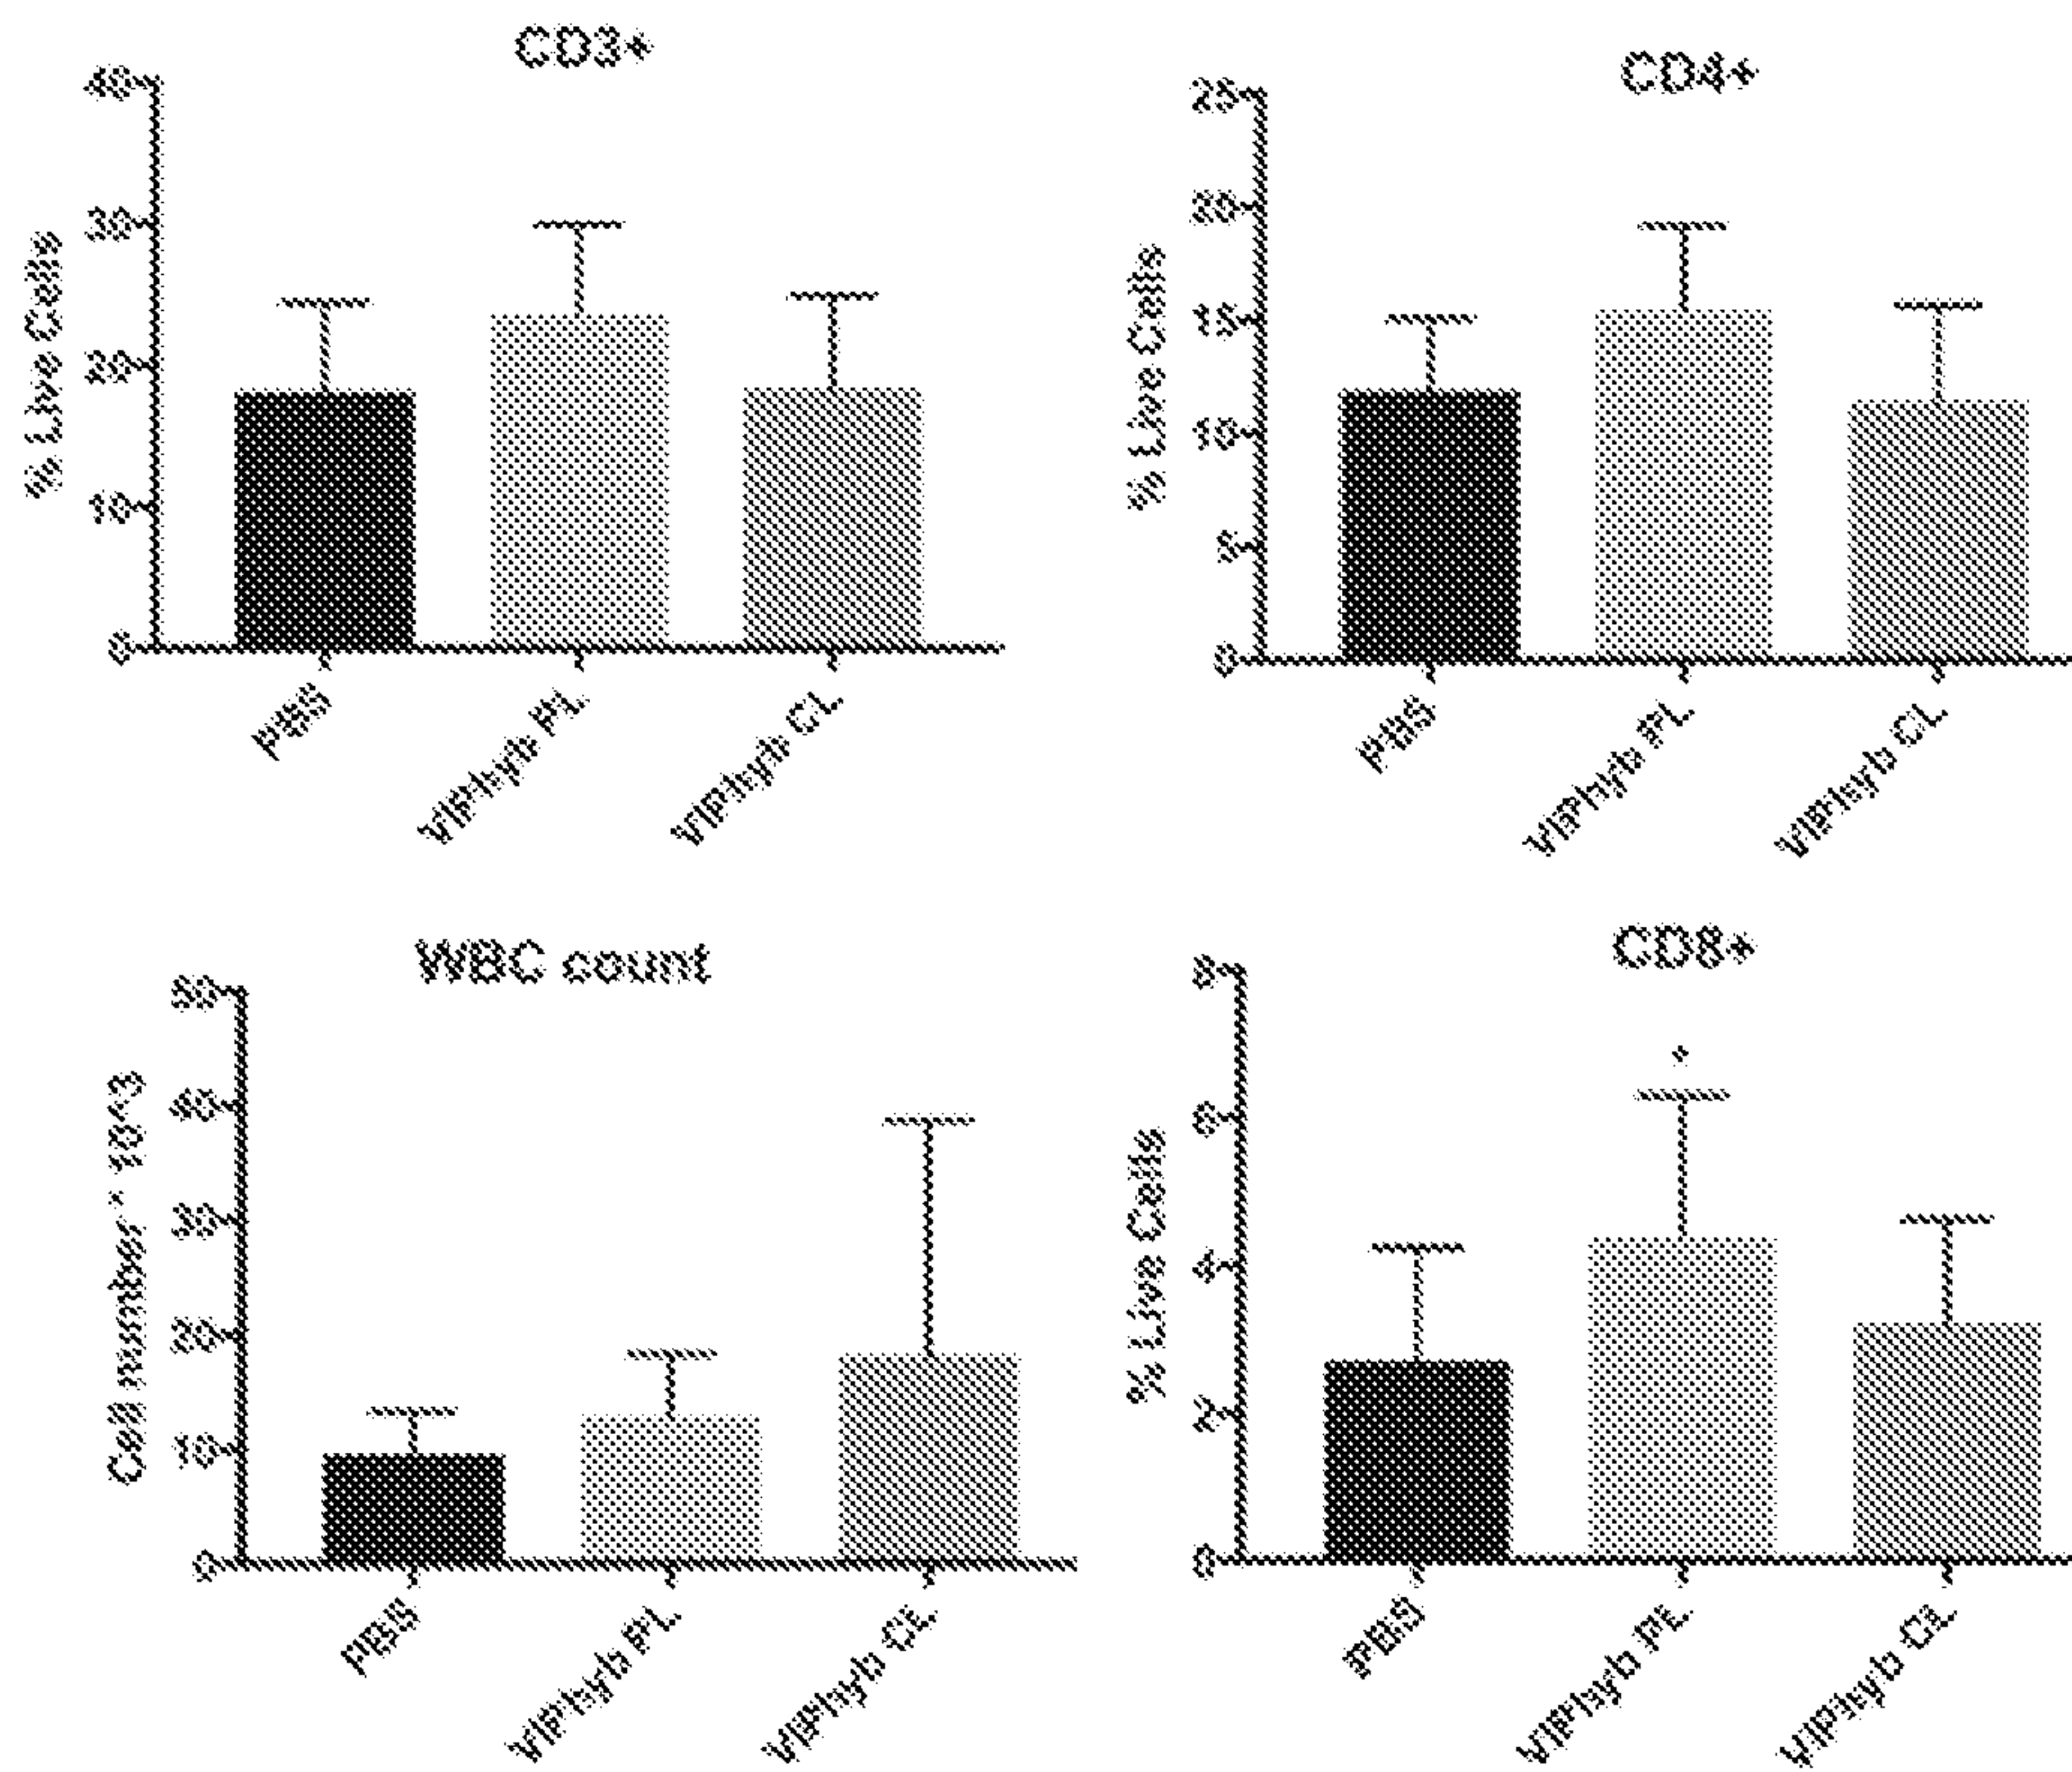 CD3+
% Live Cells
40
30
20
10
0
PBS
VIPhyb PL
VIPhyb CL
CD4+
% Live Cells
25
20
15
10
5
0
PBS
VIPhyb PL
VIPhyb CL
WBC count
Cell number * 10^3
50
40
30
20
10
0
PBS
VIPhyb PL
VIPhyb CL
CD8+
% Live Cells
8
6
4
2
0
*
PBS
VIPhyb PL
VIPhyb CL